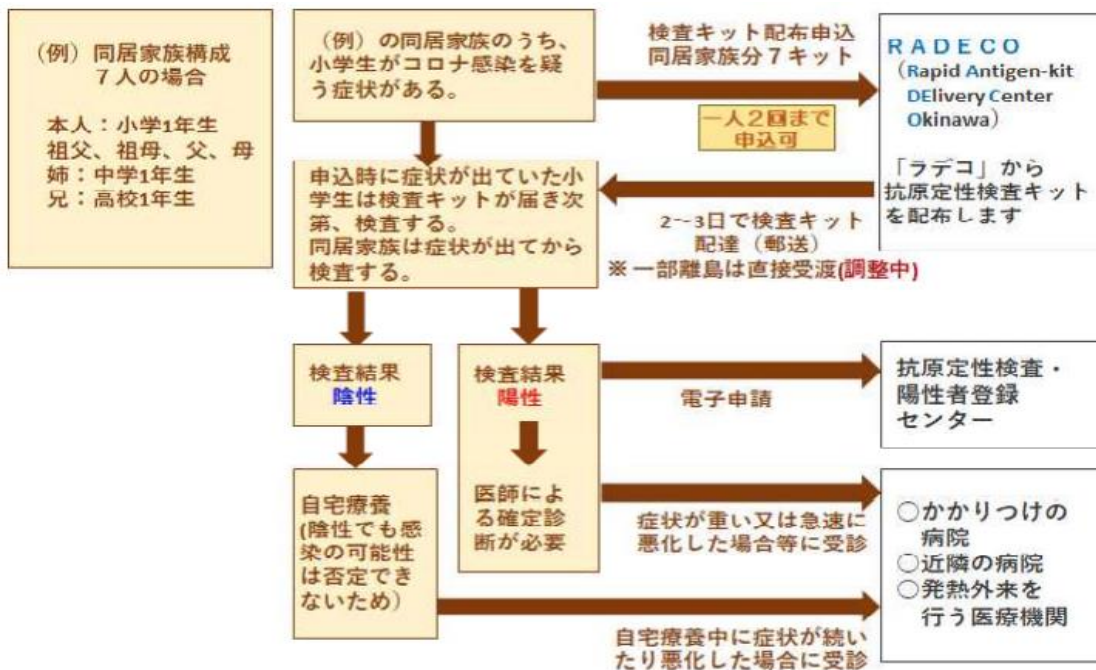 （例）同居家族構成
７人の場合
本人：小学1年生
祖父、祖母、父、母
姉：中学1年生
兄：高校1年生
（例）の同居家族のうち、
小学生がコロナ感染を疑
う症状がある。
検査キット配布申込
同居家族分７キット
一人２回まで
申込可
ＲＡＤＥＣＯ
（Rapid Antigen-kit
DElivery Center
Okinawa）
「ラデコ」から
抗原定性検査キット
を配布します
申込時に症状が出ていた小
学生は検査キットが届き次
第、検査する。
同居家族は症状が出てから
検査する。
2～3日で検査キット
配達（郵送）
※一部離島は直接受渡(調整中)
検査結果
陰性
検査結果
陽性
電子申請
抗原定性検査・
陽性者登録
センター
自宅療養
(陰性でも感
染の可能性
は否定でき
ないため）
医師によ
る確定診
断が必要
症状が重い又は急速に
悪化した場合等に受診
○かかりつけの
病院
○近隣の病院
○発熱外来を
行う医療機関
自宅療養中に症状が続い
たり悪化した場合に受診